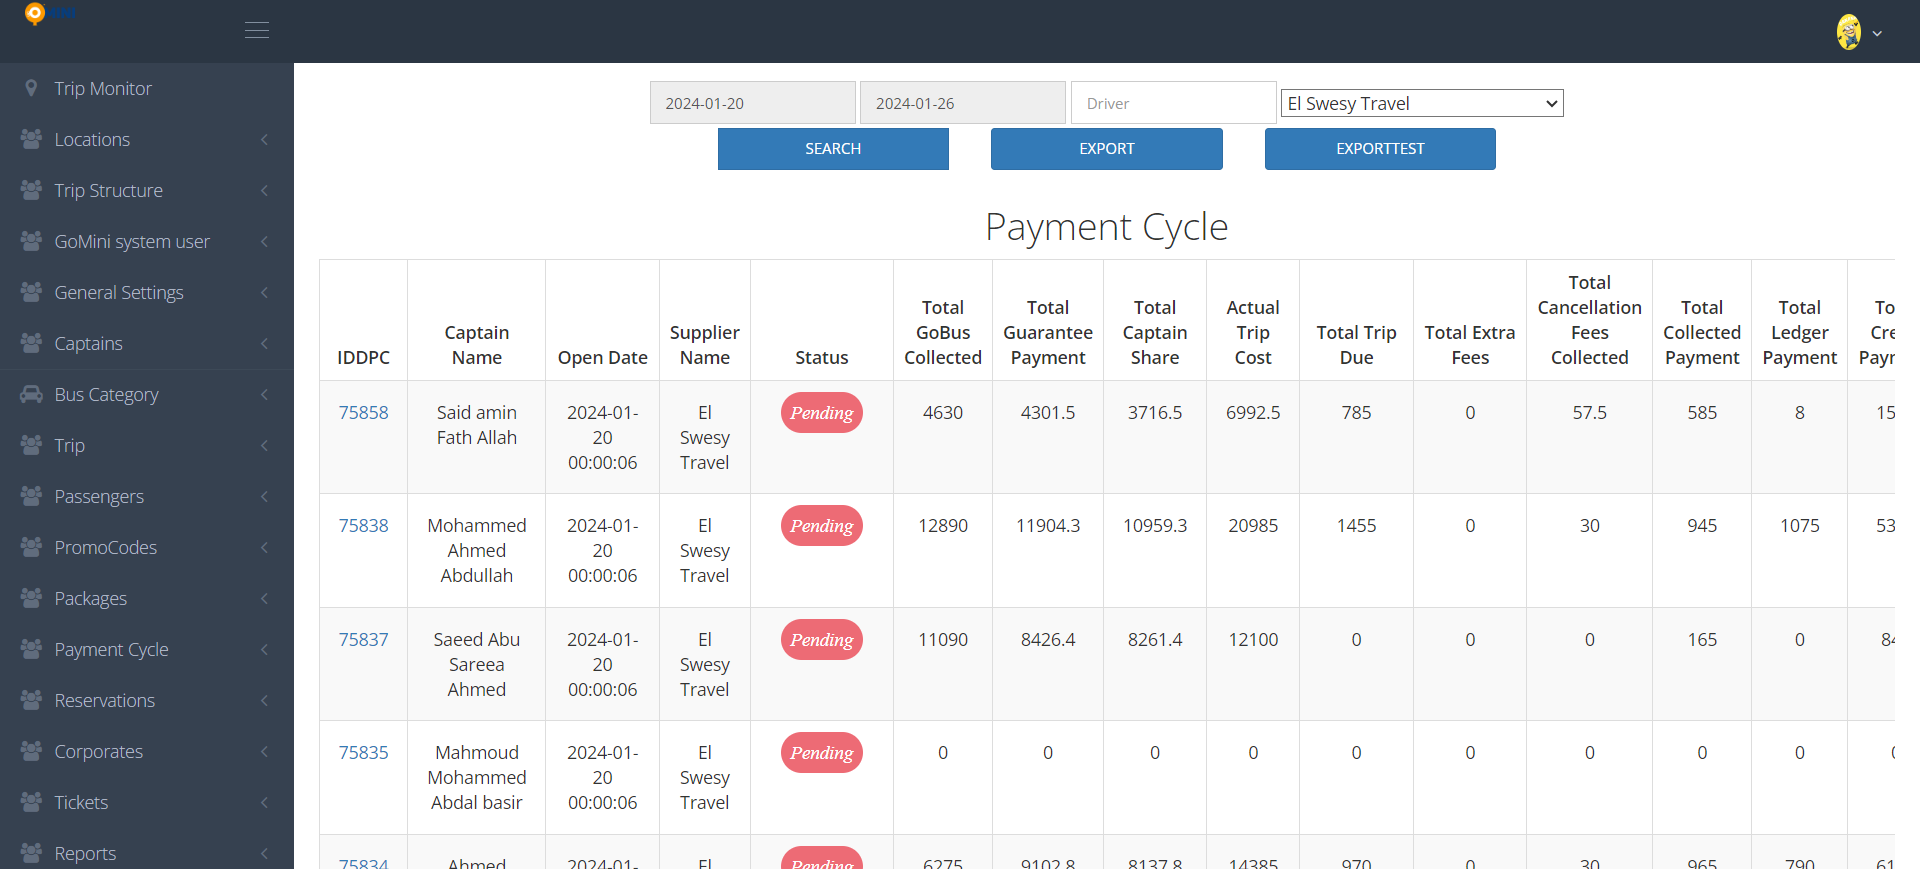 Trip Monitor
Locations
Trip Structure
GoMini system user
General Settings
Captains
Bus Category
Trip
Passengers
PromoCodes
Packages
Payment Cycle
Reservations
Corporates
Tickets
Reports
2024-01-20 2024-01-26 Driver El Swesy Travel
SEARCH EXPORT EXPORTTEST
Payment Cycle
IDDPC
Captain
Name
Open Date
Supplier
Name
Status
Total
GoBus
Collected
Total
Guarantee
Payment
Total
Captain
Share
Actual
Trip
Cost
Total Trip
Due
Total Extra
Fees
Total
Cancellation
Fees
Collected
Total
Collected
Payment
Total
Ledger
Payment
75858
Said amin
Fath Allah
2024-01-
20
00:00:06
El
Swesy
Travel
Pending
4630 4301.5 3716.5 6992.5 785 0 57.5 585 8 15
75838
Mohammed
Ahmed
Abdullah
2024-01-
20
00:00:06
El
Swesy
Travel
Pending
12890 11904.3 10959.3 20985 1455 0 30 945 1075 53
75837
Saeed Abu
Sareea
Ahmed
2024-01-
20
00:00:06
El
Swesy
Travel
Pending
11090 8426.4 8261.4 12100 0 0 0 165 0
75835
Mahmoud
Mohammed
Abdal basir
2024-01-
20
00:00:06
El
Swesy
Travel
Pending
0 0 0 0 0 0 0 0 0
75834
Ahmed
2024-01-
El
Pending
6275 9102.8 8137.8 14385 970 0 30 965 790 61